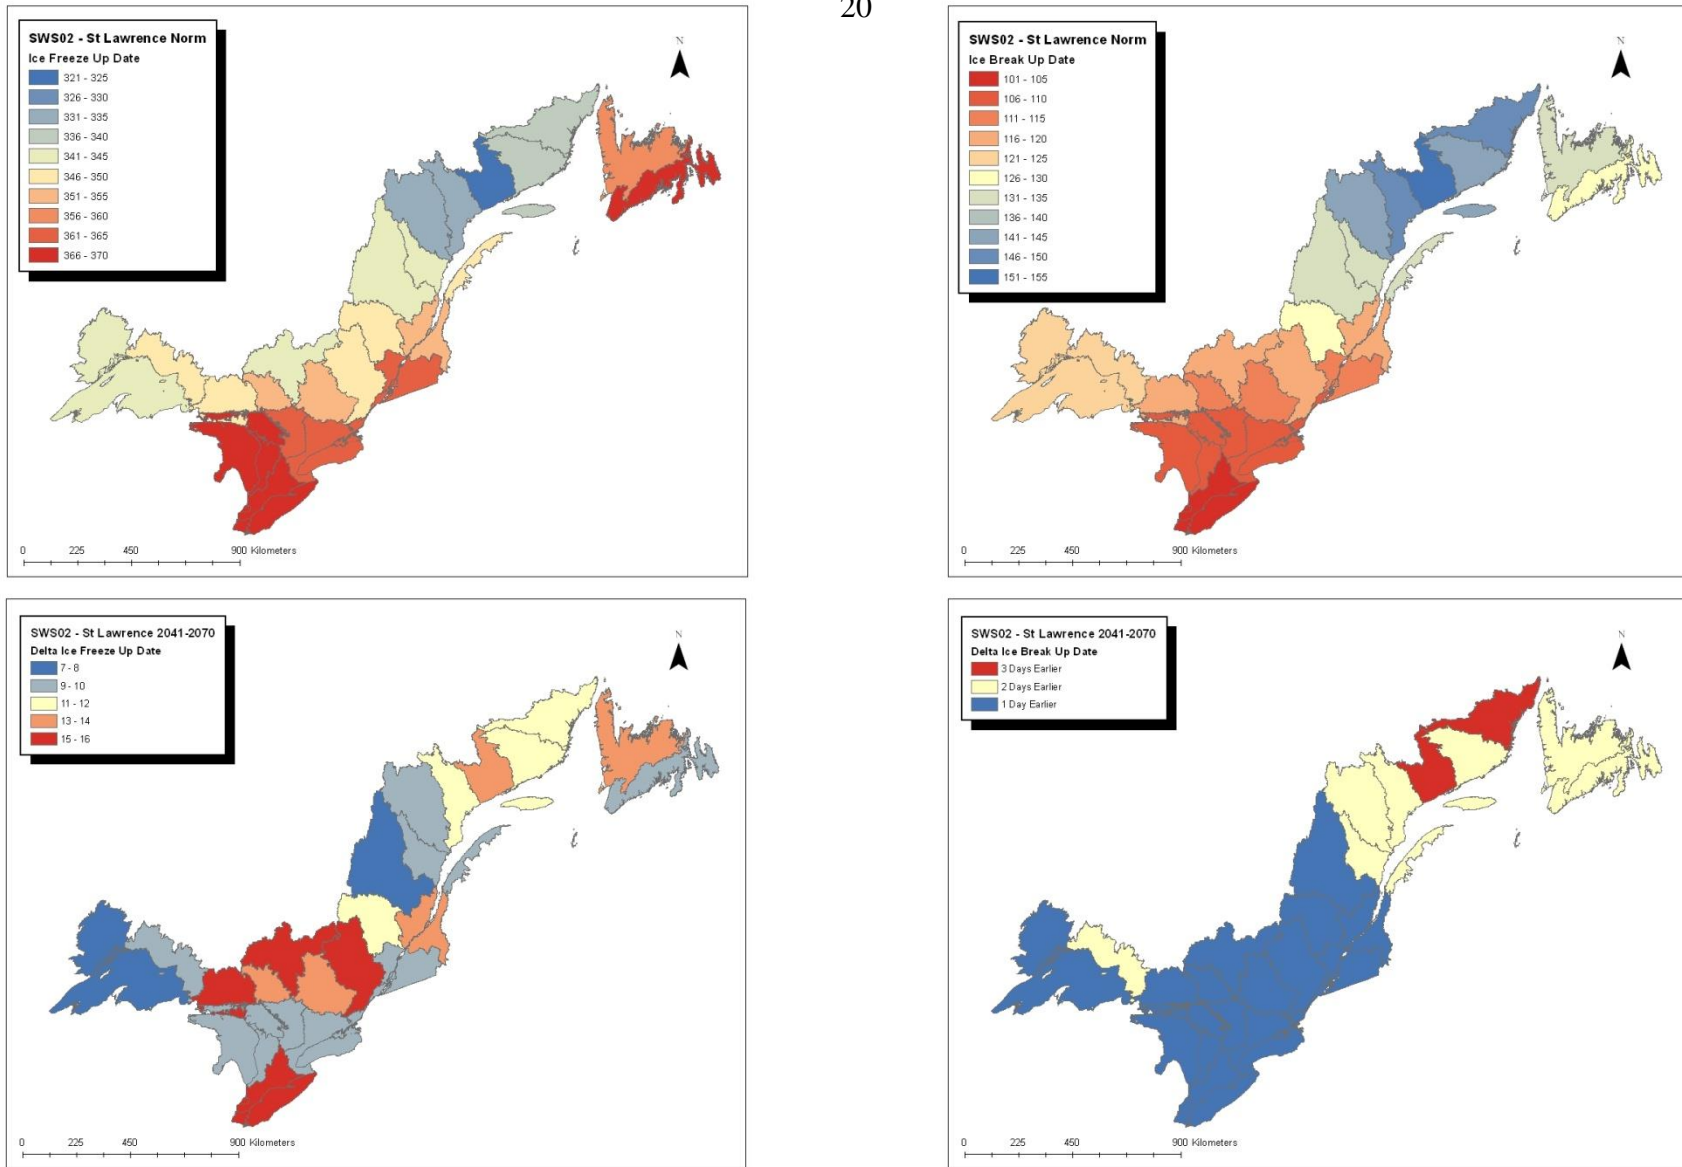 20
SWS02 - St Lawrence Norm
Ice Freeze Up Date
321 - 325
326 - 330
331 - 335
336 - 340
341 - 345
346 - 350
351 - 355
356 - 360
361 - 365
366 - 370
N
0 225 450 900 Kilometers
SWS02 - St Lawrence Norm
Ice Break Up Date
101 - 105
106 - 110
111 - 115
116 - 120
121 - 125
126 - 130
131 - 135
136 - 140
141 - 145
146 - 150
151 - 155
N
0 225 450 900 Kilometers
SWS02 - St Lawrence 2041-2070
Delta Ice Freeze Up Date
7 - 8
9 - 10
11 - 12
13 - 14
15 - 16
N
0 225 450 900 Kilometers
SWS02 - St Lawrence 2041-2070
Delta Ice Break Up Date
3 Days Earlier
2 Days Earlier
1 Day Earlier
N
0 225 450 900 Kilometers